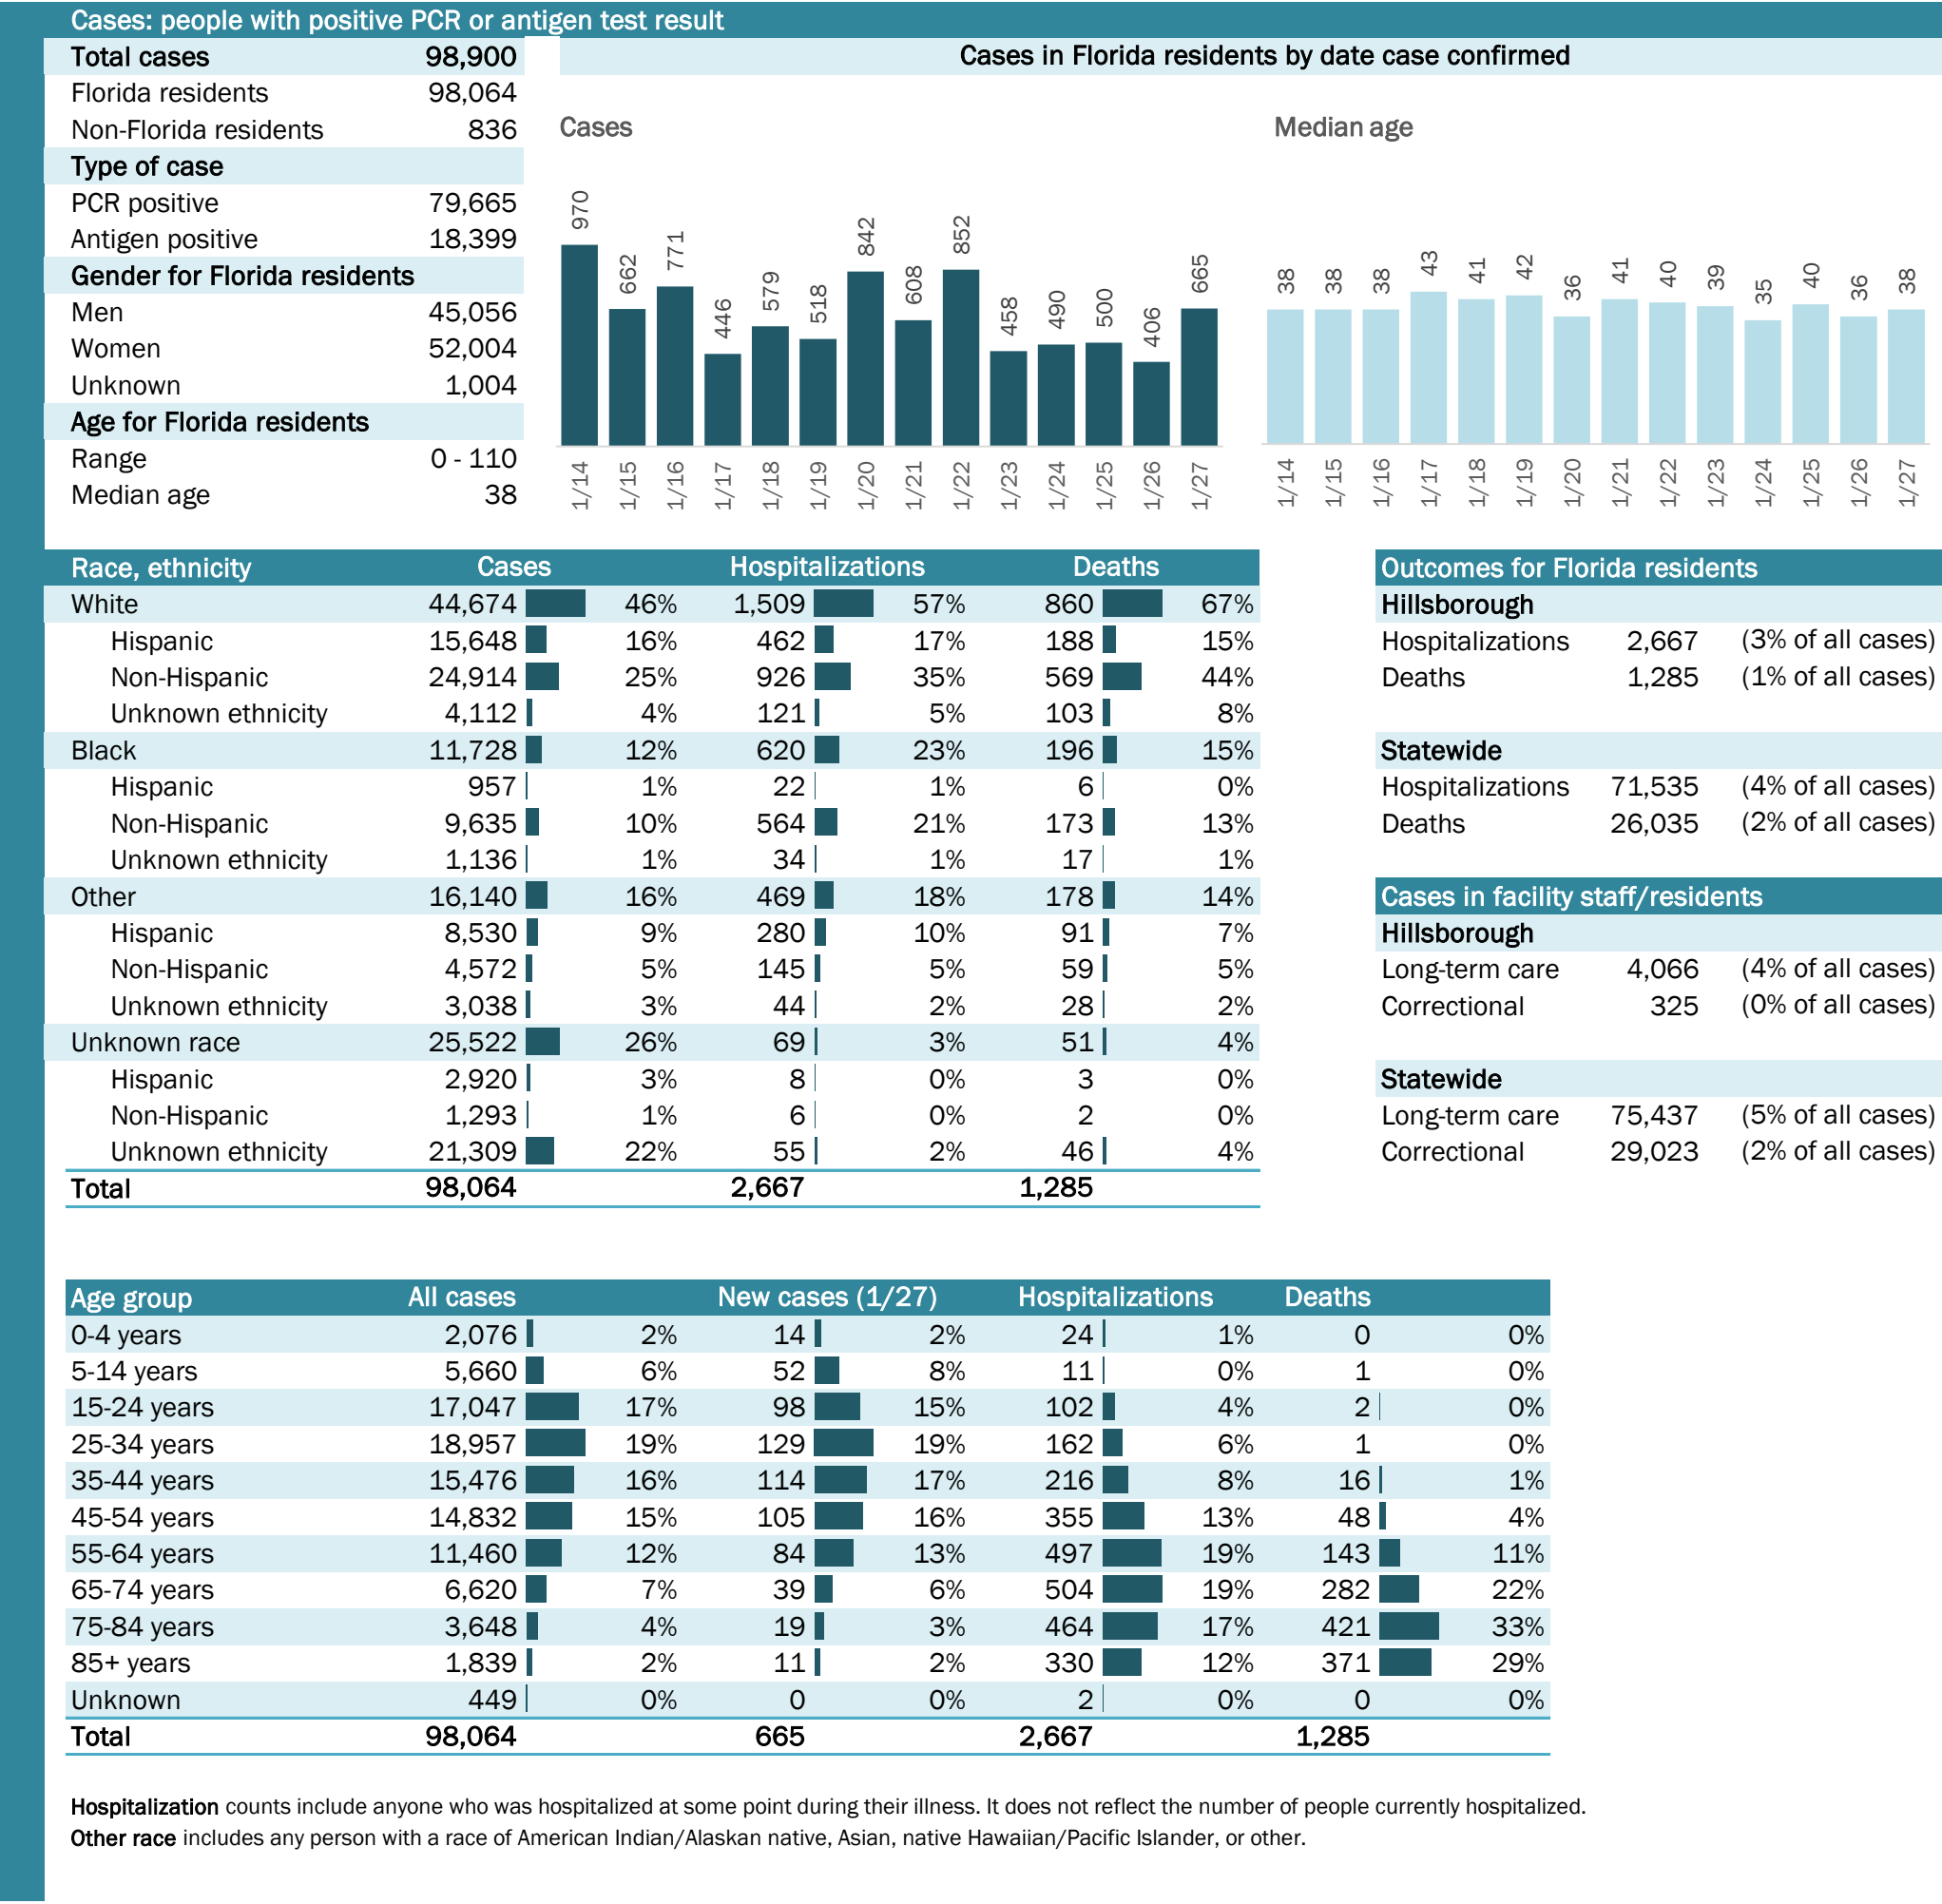 Cases: people with positive PCR or antigen test result
Total cases 98,900
Florida residents 98,064
Non-Florida residents 836
Type of case
PCR positive 79,665
Antigen positive 18,399
Gender for Florida residents
Men 45,056
Women 52,004
Unknown 1,004
Age for Florida residents
Range 0 - 110
Median age 38
Cases in Florida residents by date case confirmed
Cases
970 662 771 446 579 518 842 608 852 458 490 500 406 665
1/14 1/15 1/16 1/17 1/18 1/19 1/20 1/21 1/22 1/23 1/24 1/25 1/26 1/27
Median age
38 38 38 43 41 42 36 41 40 39 35 40 36 38
1/14 1/15 1/16 1/17 1/18 1/19 1/20 1/21 1/22 1/23 1/24 1/25 1/26 1/27
Race, ethnicity Cases Hospitalizations Deaths
White 44,674 46% 1,509 57% 860 67%
Hispanic 15,648 16% 462 17% 188 15%
Non-Hispanic 24,914 25% 926 35% 569 44%
Unknown ethnicity 4,112 4% 121 5% 103 8%
Black 11,728 12% 620 23% 196 15%
Hispanic 957 1% 22 1% 6 0%
Non-Hispanic 9,635 10% 564 21% 173 13%
Unknown ethnicity 1,136 1% 34 1% 17 1%
Other 16,140 16% 469 18% 178 14%
Hispanic 8,530 9% 280 10% 91 7%
Non-Hispanic 4,572 5% 145 5% 59 5%
Unknown ethnicity 3,038 3% 44 2% 28 2%
Unknown race 25,522 26% 69 3% 51 4%
Hispanic 2,920 3% 8 0% 3 0%
Non-Hispanic 1,293 1% 6 0% 2 0%
Unknown ethnicity 21,309 22% 55 2% 46 4%
Total 98,064 2,667 1,285
Outcomes for Florida residents
Hillsborough
Hospitalizations 2,667 (3% of all cases)
Deaths 1,285 (1% of all cases)
Statewide
Hospitalizations 71,535 (4% of all cases)
Deaths 26,035 (2% of all cases)
Cases in facility staff/residents
Hillsborough
Long-term care 4,066 (4% of all cases)
Correctional 325 (0% of all cases)
Statewide
Long-term care 75,437 (5% of all cases)
Correctional 29,023 (2% of all cases)
Age group All cases New cases (1/27) Hospitalizations Deaths
0-4 years 2,076 2% 14 2% 24 1% 0 0%
5-14 years 5,660 6% 52 8% 11 0% 1 0%
15-24 years 17,047 17% 98 15% 102 4% 2 0%
25-34 years 18,957 19% 129 19% 162 6% 1 0%
35-44 years 15,476 16% 114 17% 216 8% 16 1%
45-54 years 14,832 15% 105 16% 355 13% 48 4%
55-64 years 11,460 12% 84 13% 497 19% 143 11%
65-74 years 6,620 7% 39 6% 504 19% 282 22%
75-84 years 3,648 4% 19 3% 464 17% 421 33%
85+ years 1,839 2% 11 2% 330 12% 371 29%
Unknown 449 0% 0 0% 2 0% 0 0%
Total 98,064 665 2,667 1,285
Hospitalization counts include anyone who was hospitalized at some point during their illness. It does not reflect the number of people currently hospitalized.
Other race includes any person with a race of American Indian/Alaskan native, Asian, native Hawaiian/Pacific Islander, or other.